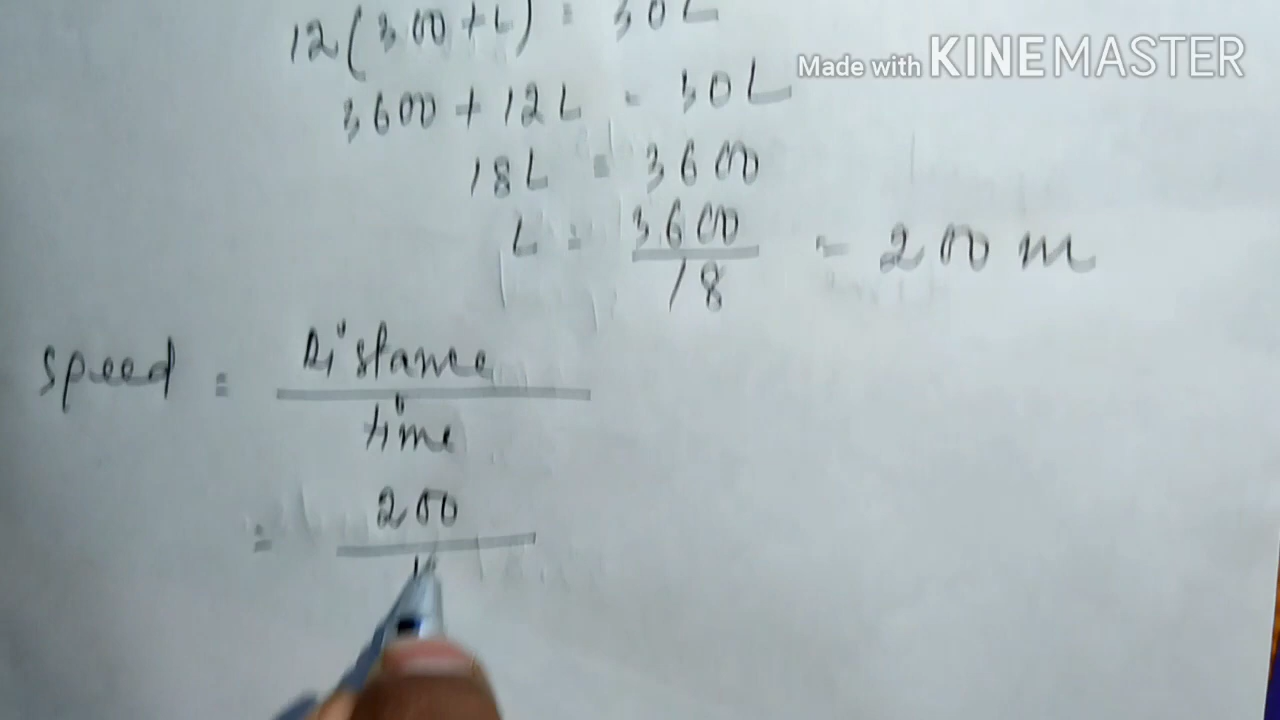 12(300+L) = 30L
Made with KINEMASTER
3600 + 12L = 30L
18L = 3600
L = 3600/18 = 200 m
speed = Distance/time
= 200/